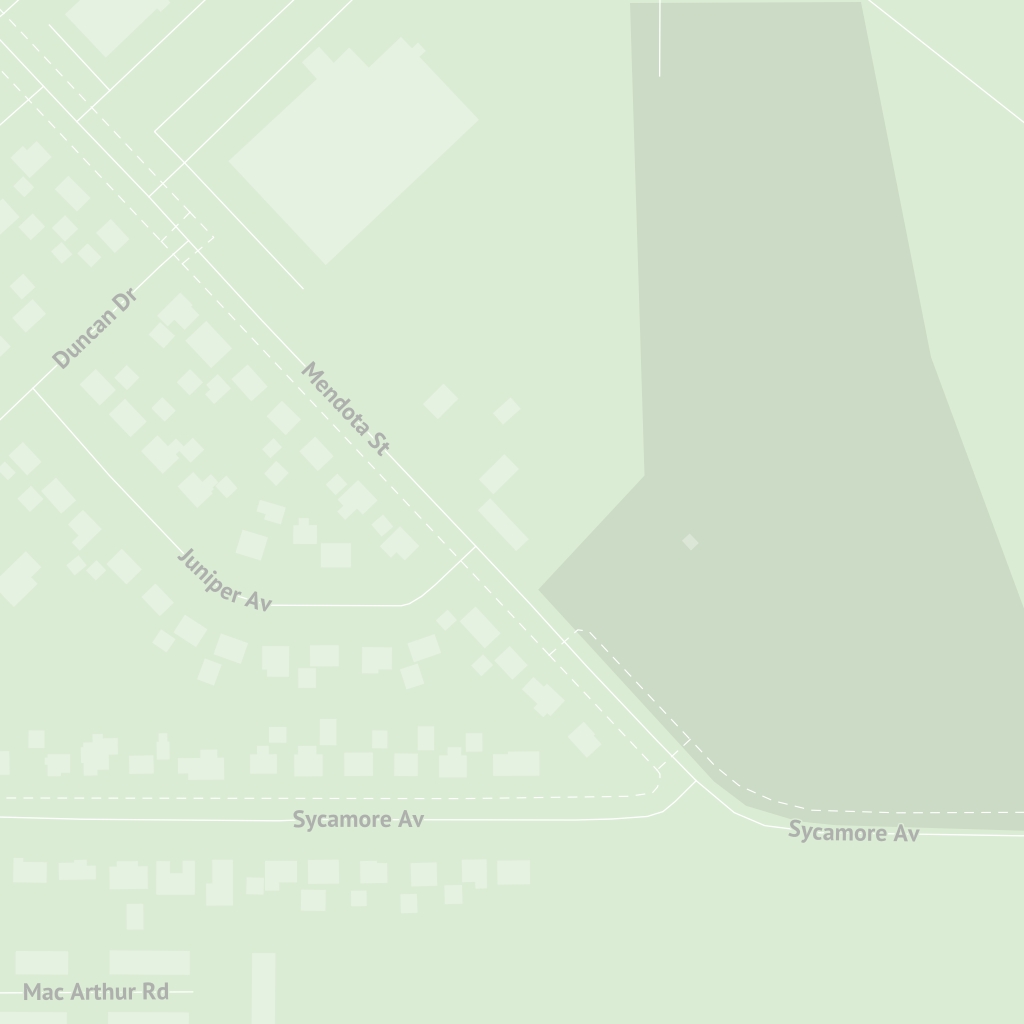 Duncan Dr
Mendota St
Juniper Av
Sycamore Av
Sycamore Av
Mac Arthur Rd